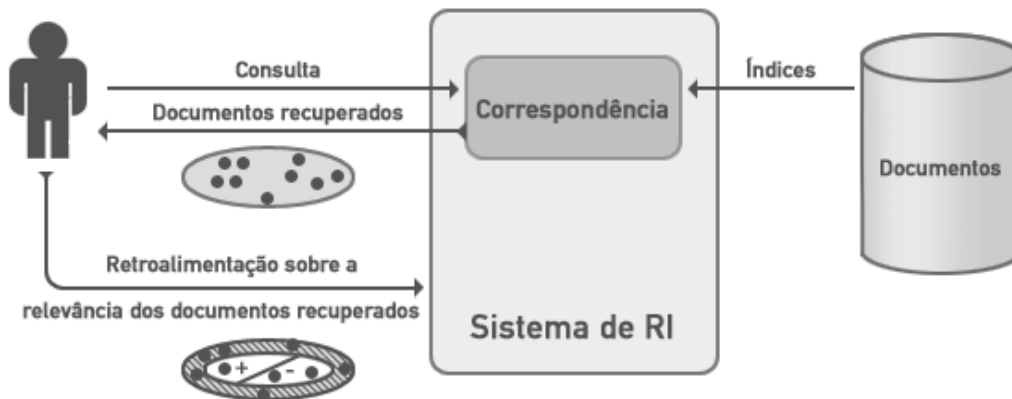 Consulta
Índices
Documentos recuperados
Correspondência
Documentos
Retroalimentação sobre a
relevância dos documentos recuperados
+ -
Sistema de RI